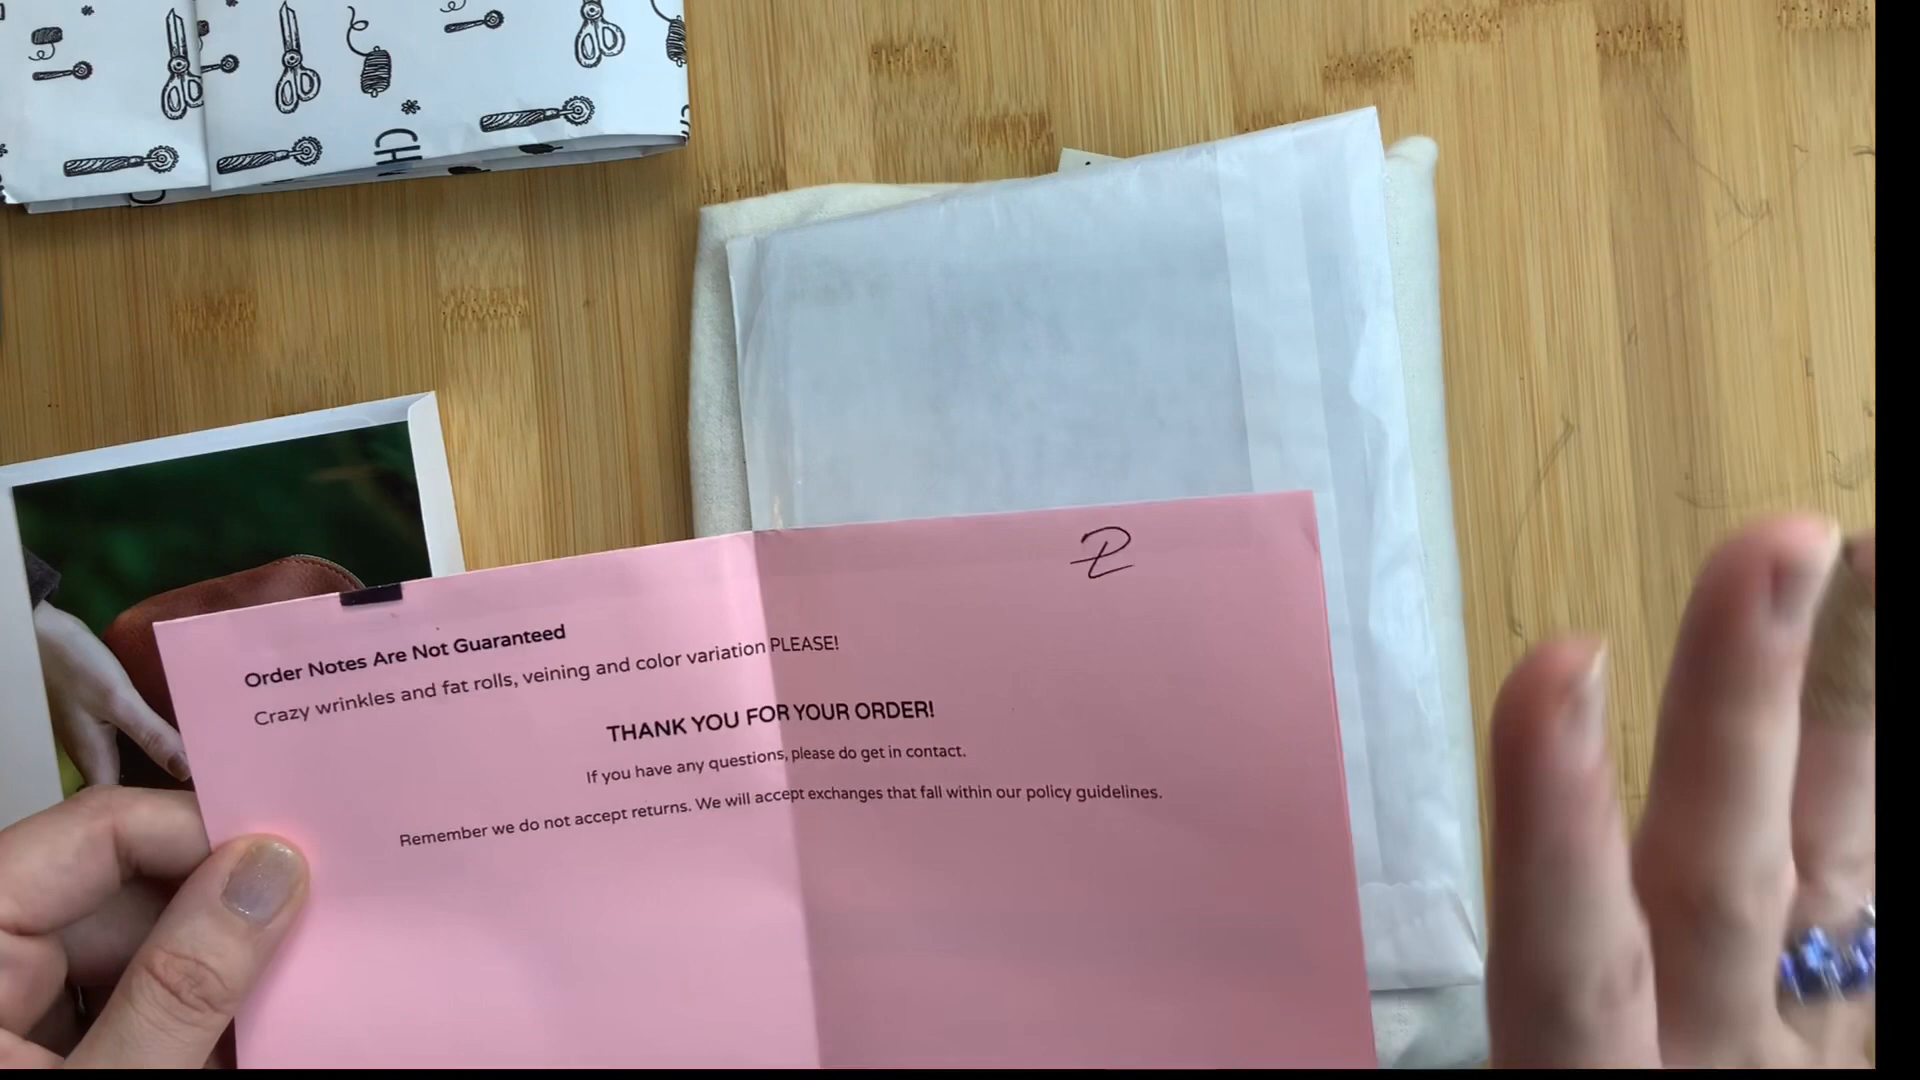 Order Notes Are Not Guaranteed
Crazy wrinkles and fat rolls, veining and color variation PLEASE!
THANK YOU FOR YOUR ORDER!
If you have any questions, please do get in contact.
Remember we do not accept returns. We will accept exchanges that fall within our policy guidelines.